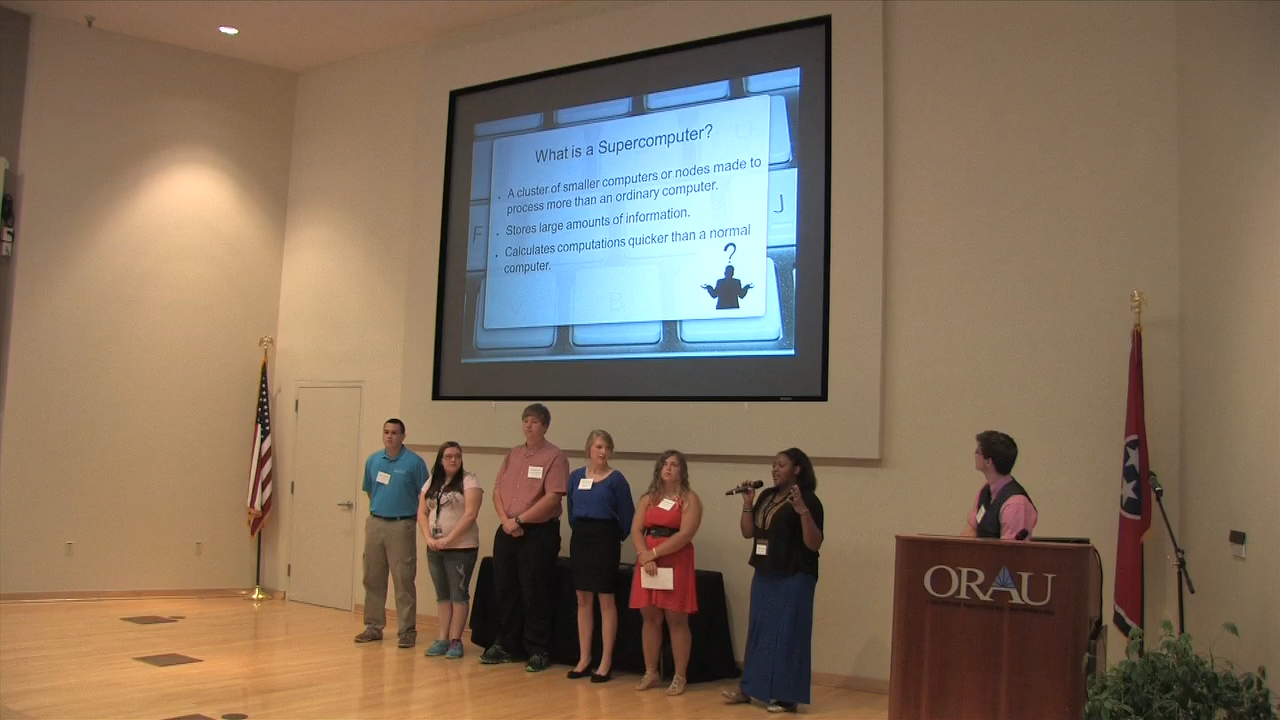 What is a Supercomputer?
• A cluster of smaller computers or nodes made to
process more than an ordinary computer.
• Stores large amounts of information.
• Calculates computations quicker than a normal
computer.
?
F
J
B
ORAU